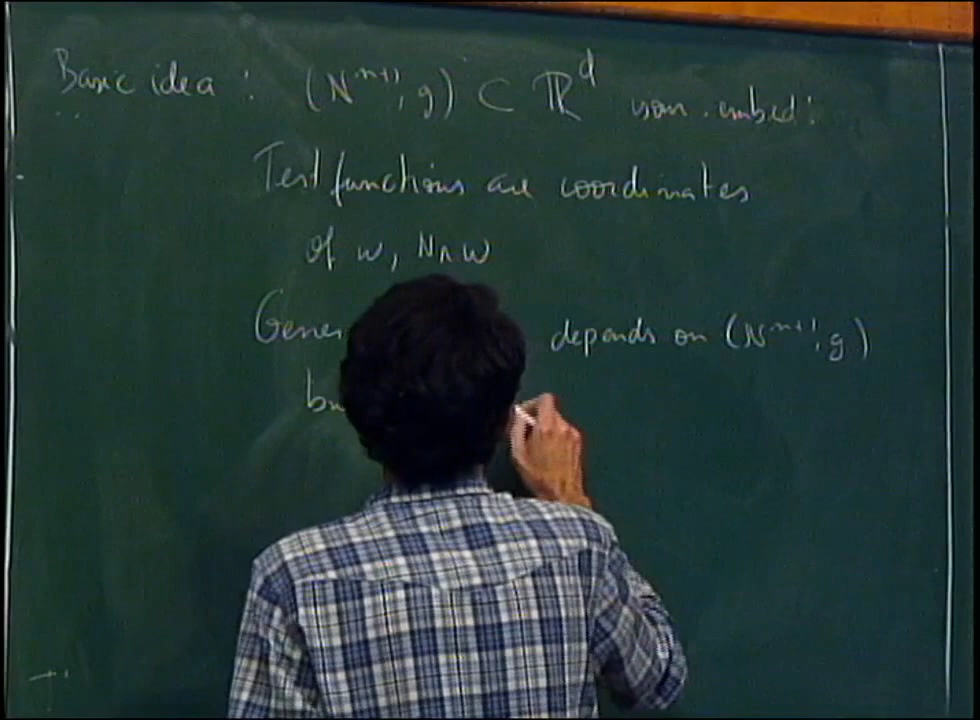 Basic idea : (N^{n+1}, g) ⊂ ℝ^d isom. embed :
Test functions are coordinates
of ω, N∧ω
depends on (N^{n+1}, g)